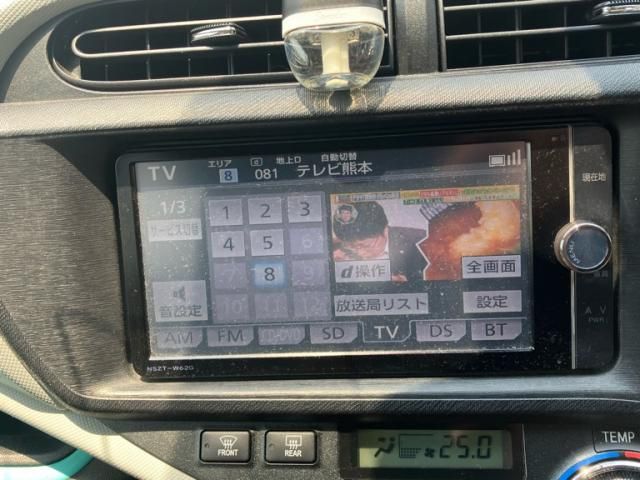 TV
エリア
8
C
地上D
自動切替
081
テレビ熊本
1/3
サービス切替
1
2
3
4
5
6
8
9
10
11
12
音設定
d操作
全画面
放送局リスト
設定
AM
FM
CD・DVD
SD
TV
DS
BT
NSZT-W62G
現在地
∧ ∨
PWR
FRONT
REAR
25.0
TEMP